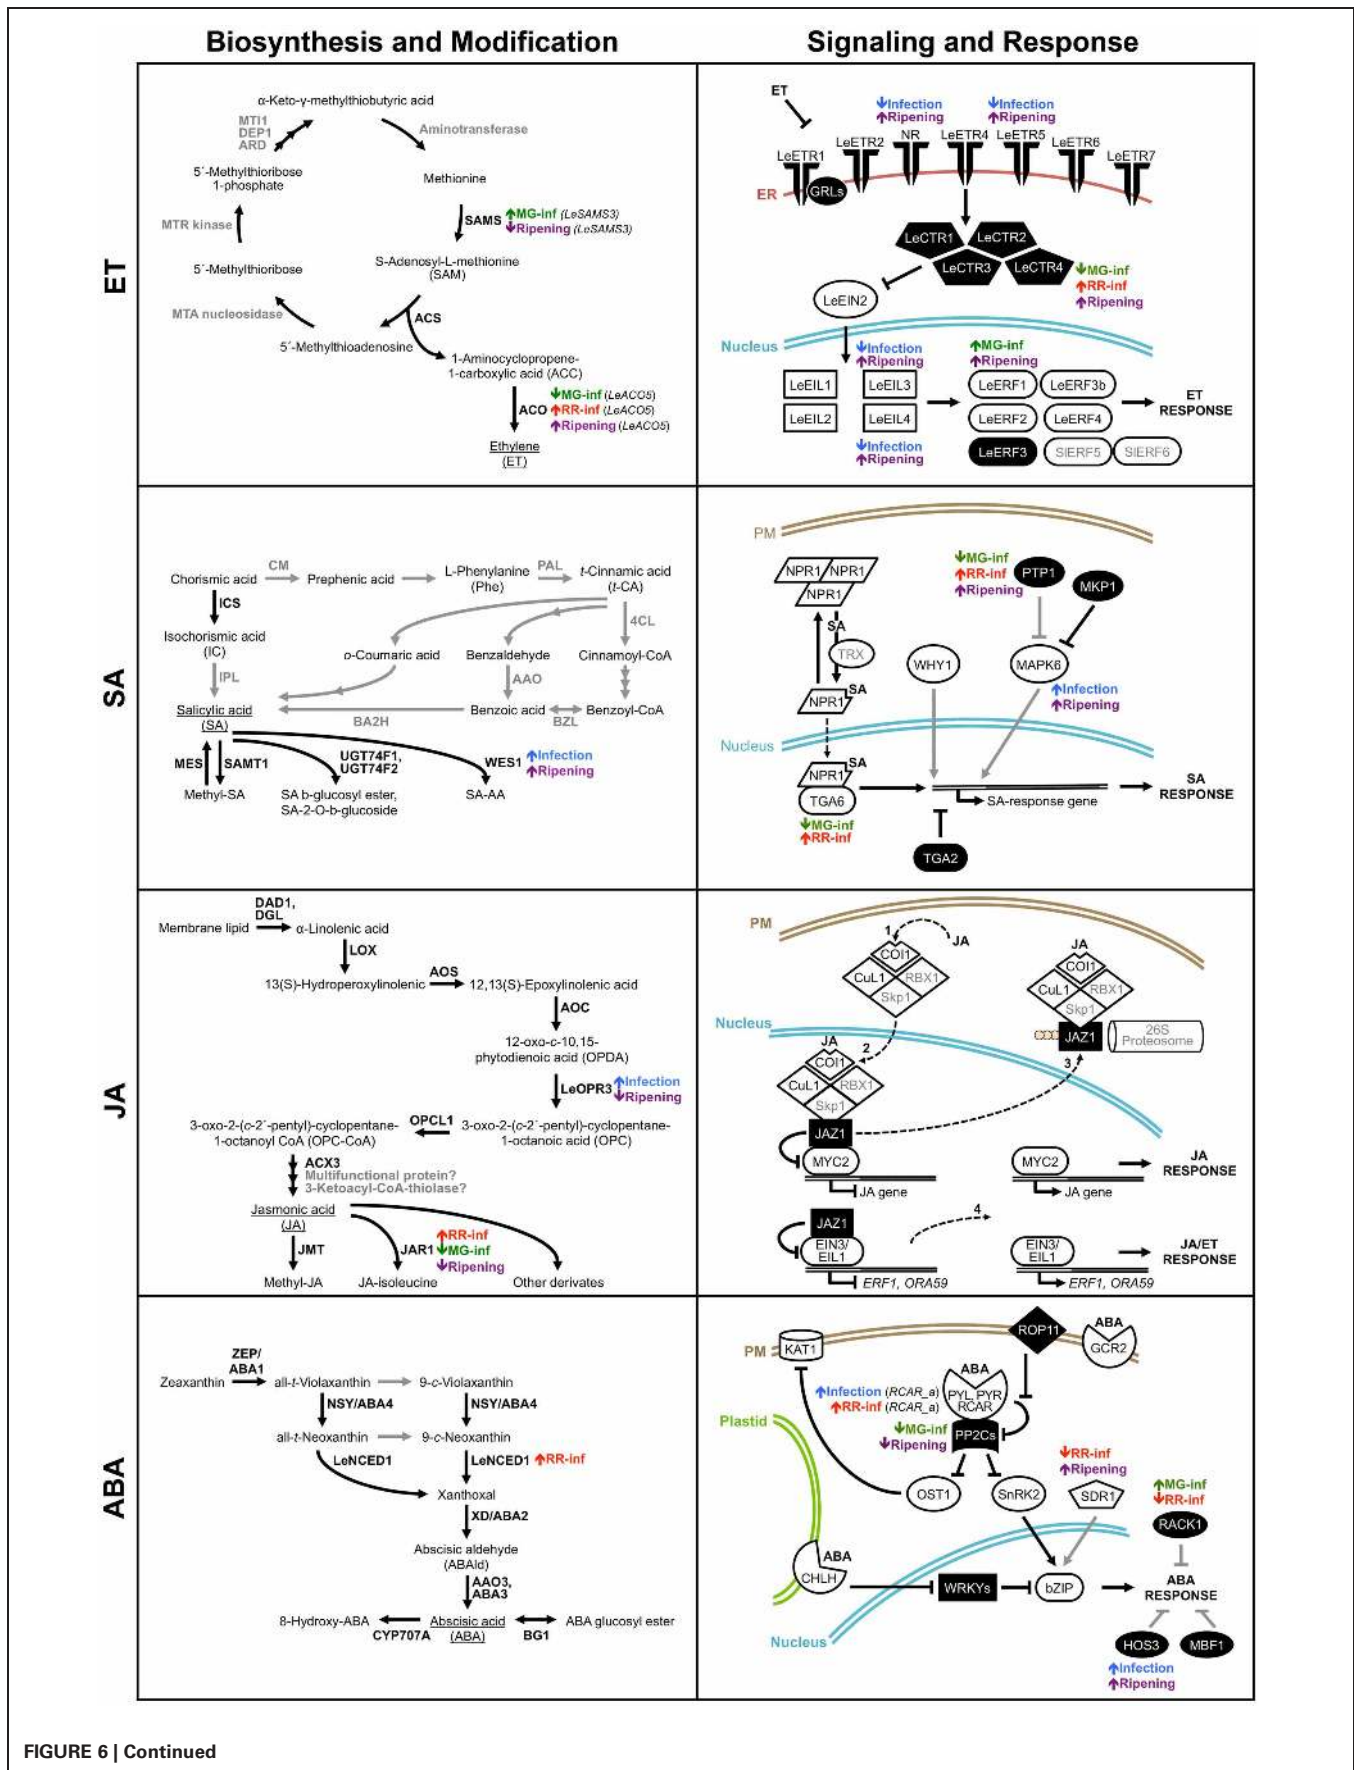 Biosynthesis and Modification
Signaling and Response
ET
α-Keto-γ-methylthiobutyric acid
MTI1
DEP1
ARD
Aminotransferase
5´-Methylthioribose
1-phosphate
Methionine
MTR kinase
SAMS
↑MG-inf (LeSAMS3)
↓Ripening (LeSAMS3)
5´-Methylthioribose
S-Adenosyl-L-methionine
(SAM)
MTA nucleosidase
ACS
5´-Methylthioadenosine
1-Aminocyclopropene-
1-carboxylic acid (ACC)
ACO
↓MG-inf (LeACO5)
↑RR-inf (LeACO5)
↑Ripening (LeACO5)
Ethylene
(ET)
ET
↓Infection
↑Ripening
↓Infection
↑Ripening
LeETR1
LeETR2
NR
LeETR4
LeETR5
LeETR6
LeETR7
GRLs
ER
LeCTR1
LeCTR2
LeCTR3
LeCTR4
↓MG-inf
↑RR-inf
↑Ripening
LeEIN2
Nucleus
↓Infection
↑Ripening
↑MG-inf
↑Ripening
LeEIL1
LeEIL3
LeERF1
LeERF3b
LeEIL2
LeEIL4
LeERF2
LeERF4
ET
RESPONSE
↓Infection
↑Ripening
LeERF3
SlERF5
SlERF6
SA
Chorismic acid
CM
Prephenic acid
L-Phenylanine
(Phe)
PAL
t-Cinnamic acid
(t-CA)
ICS
4CL
Isochorismic acid
(IC)
o-Coumaric acid
Benzaldehyde
Cinnamoyl-CoA
IPL
AAO
Salicylic acid
(SA)
BA2H
Benzoic acid
BZL
Benzoyl-CoA
MES
SAMT1
UGT74F1,
UGT74F2
WES1
↑Infection
↑Ripening
Methyl-SA
SA b-glucosyl ester,
SA-2-O-b-glucoside
SA-AA
PM
NPR1
NPR1
NPR1
↓MG-inf
↑RR-inf
↑Ripening
PTP1
MKP1
SA
TRX
WHY1
MAPK6
NPR1
SA
↑Infection
↑Ripening
Nucleus
NPR1
SA
TGA6
↓MG-inf
↑RR-inf
SA-response gene
SA
RESPONSE
TGA2
JA
DAD1,
DGL
Membrane lipid
α-Linolenic acid
LOX
13(S)-Hydroperoxylinolenic
AOS
12,13(S)-Epoxylinolenic acid
AOC
12-oxo-c-10,15-
phytodienoic acid (OPDA)
LeOPR3
↑Infection
↓Ripening
3-oxo-2-(c-2´-pentyl)-cyclopentane-
1-octanoyl CoA (OPC-CoA)
OPCL1
3-oxo-2-(c-2´-pentyl)-cyclopentane-
1-octanoic acid (OPC)
ACX3
Multifunctional protein?
3-Ketoacyl-CoA-thiolase?
Jasmonic acid
(JA)
JMT
JAR1
↑RR-inf
↓MG-inf
↓Ripening
Methyl-JA
JA-isoleucine
Other derivates
PM
1
JA
COI1
CuL1
RBX1
Skp1
JA
COI1
CuL1
RBX1
Skp1
JAZ1
26S
Proteosome
Nucleus
JA
2
COI1
CuL1
RBX1
Skp1
3
JAZ1
MYC2
JA gene
MYC2
JA gene
JA
RESPONSE
JAZ1
EIN3/
EIL1
ERF1, ORA59
4
EIN3/
EIL1
ERF1, ORA59
JA/ET
RESPONSE
ABA
ZEP/
ABA1
Zeaxanthin
all-t-Violaxanthin
9-c-Violaxanthin
NSY/ABA4
NSY/ABA4
all-t-Neoxanthin
9-c-Neoxanthin
LeNCED1
LeNCED1
↑RR-inf
Xanthoxal
XD/ABA2
Abscisic aldehyde
(ABAld)
AAO3,
ABA3
8-Hydroxy-ABA
CYP707A
Abscisic acid
(ABA)
BG1
ABA glucosyl ester
PM
KAT1
ROP11
ABA
GCR2
ABA
PYL, PYR
RCAR
↑Infection (RCAR_a)
↑RR-inf (RCAR_a)
↓MG-inf
↓Ripening
PP2Cs
Plastid
↓RR-inf
↑Ripening
OST1
SnRK2
SDR1
↑MG-inf
↓RR-inf
RACK1
ABA
CHLH
WRKYs
bZIP
ABA
RESPONSE
Nucleus
HOS3
MBF1
↑Infection
↑Ripening
FIGURE 6 | Continued